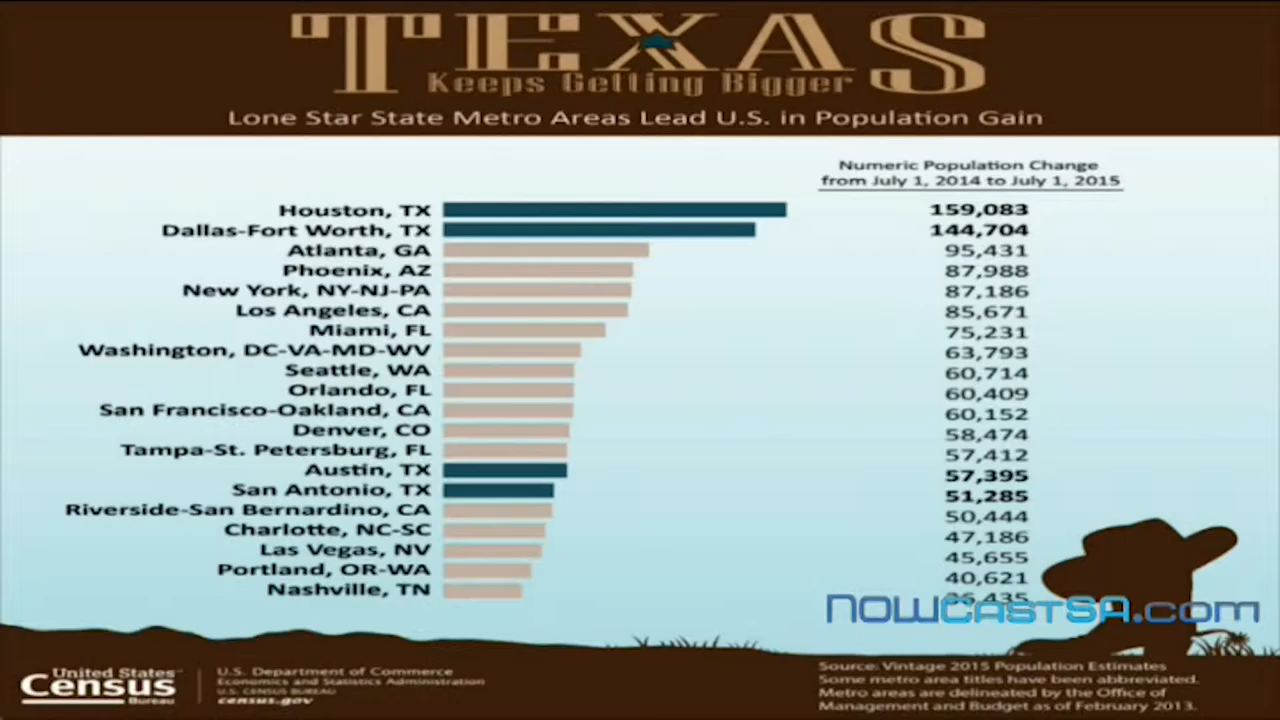 TEXAS
Keeps Getting Bigger
Lone Star State Metro Areas Lead U.S. in Population Gain
Numeric Population Change
from July 1, 2014 to July 1, 2015
Houston, TX 159,083
Dallas-Fort Worth, TX 144,704
Atlanta, GA 95,431
Phoenix, AZ 87,988
New York, NY-NJ-PA 87,186
Los Angeles, CA 85,671
Miami, FL 75,231
Washington, DC-VA-MD-WV 63,793
Seattle, WA 60,714
Orlando, FL 60,409
San Francisco-Oakland, CA 60,152
Denver, CO 58,474
Tampa-St. Petersburg, FL 57,412
Austin, TX 57,395
San Antonio, TX 51,285
Riverside-San Bernardino, CA 50,444
Charlotte, NC-SC 47,186
Las Vegas, NV 45,655
Portland, OR-WA 40,621
Nashville, TN
NOWCASTSA.com
United States
Census
Bureau
U.S. Department of Commerce
Economics and Statistics Administration
U.S. CENSUS BUREAU
census.gov
Source: Vintage 2015 Population Estimates
Some metro area titles have been abbreviated.
Metro areas are delineated by the Office of
Management and Budget as of February 2013.